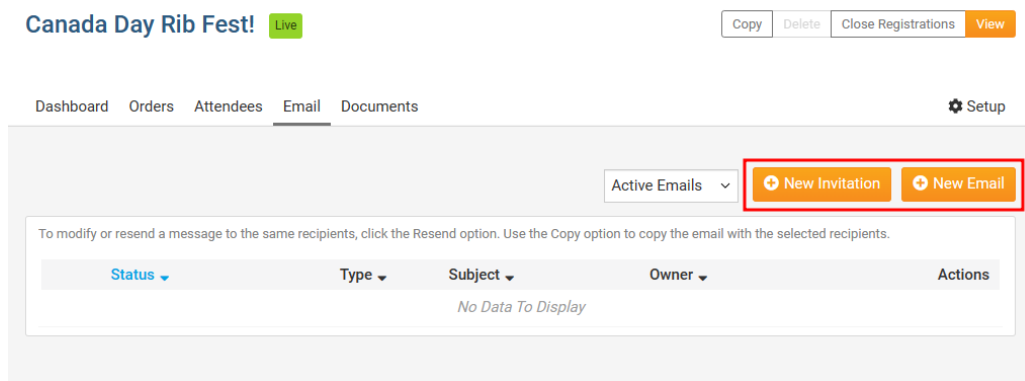 Canada Day Rib Fest! Live Copy Delete Close Registrations View
Dashboard Orders Attendees Email Documents Setup
Active Emails New Invitation New Email
To modify or resend a message to the same recipients, click the Resend option. Use the Copy option to copy the email with the selected recipients.
Status Type Subject Owner Actions
No Data To Display